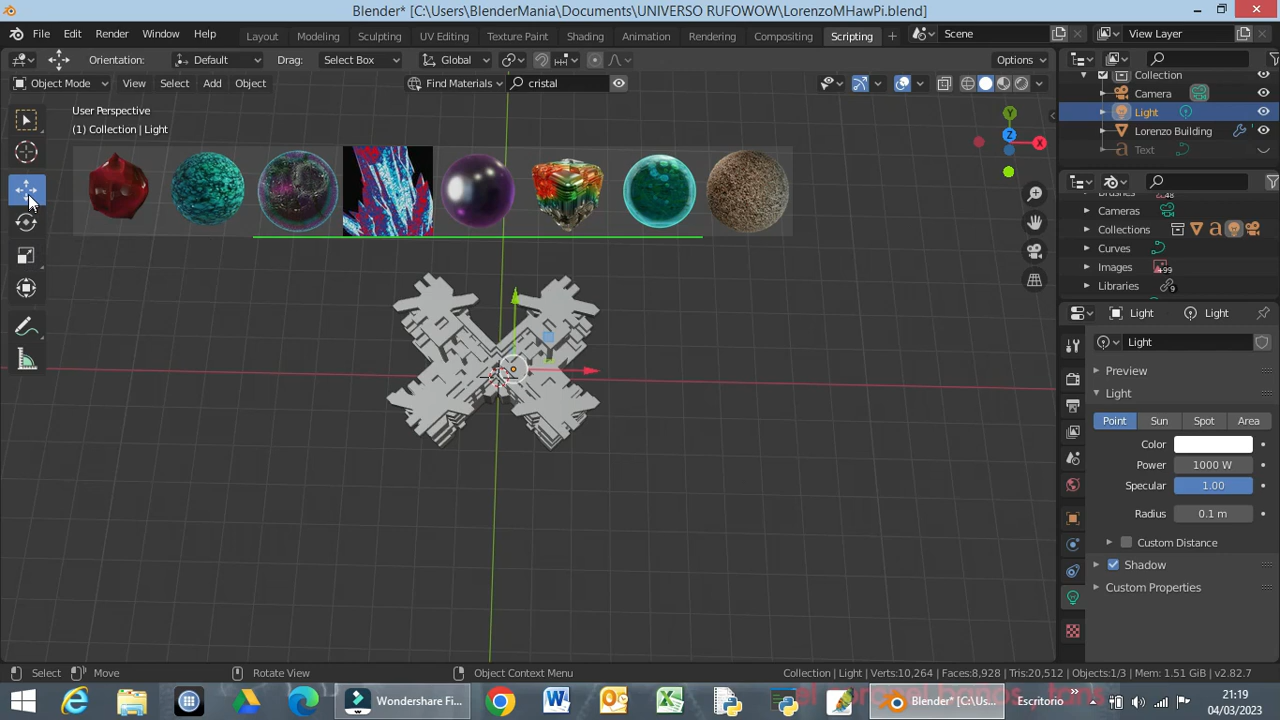 Blender* [C:\Users\BlenderMania\Documents\UNIVERSO RUFOWOW\LorenzoMHawPi.blend]
File Edit Render Window Help Layout Modeling Sculpting UV Editing Texture Paint Shading Animation Rendering Compositing Scripting + Scene View Layer
Orientation: Default Drag: Select Box Global Options
Object Mode View Select Add Object Find Materials cristal
Collection
Camera
Light
Lorenzo Building
Text
User Perspective
(1) Collection | Light
Y
Z
X
Brushes
Cameras
Collections
Curves
Images +99
Libraries 9
Light Light
Light
Preview
Light
Point Sun Spot Area
Color
Power 1000 W
Specular 1.00
Radius 0.1 m
Custom Distance
Shadow
Custom Properties
Select Move Rotate View Object Context Menu Collection | Light | Verts:10,264 | Faces:8,928 | Tris:20,512 | Objects:1/3 | Mem: 1.51 GiB | v2.82.7
Wondershare Fi... Blender* [C:\Us... Escritorio
21:19
04/03/2023